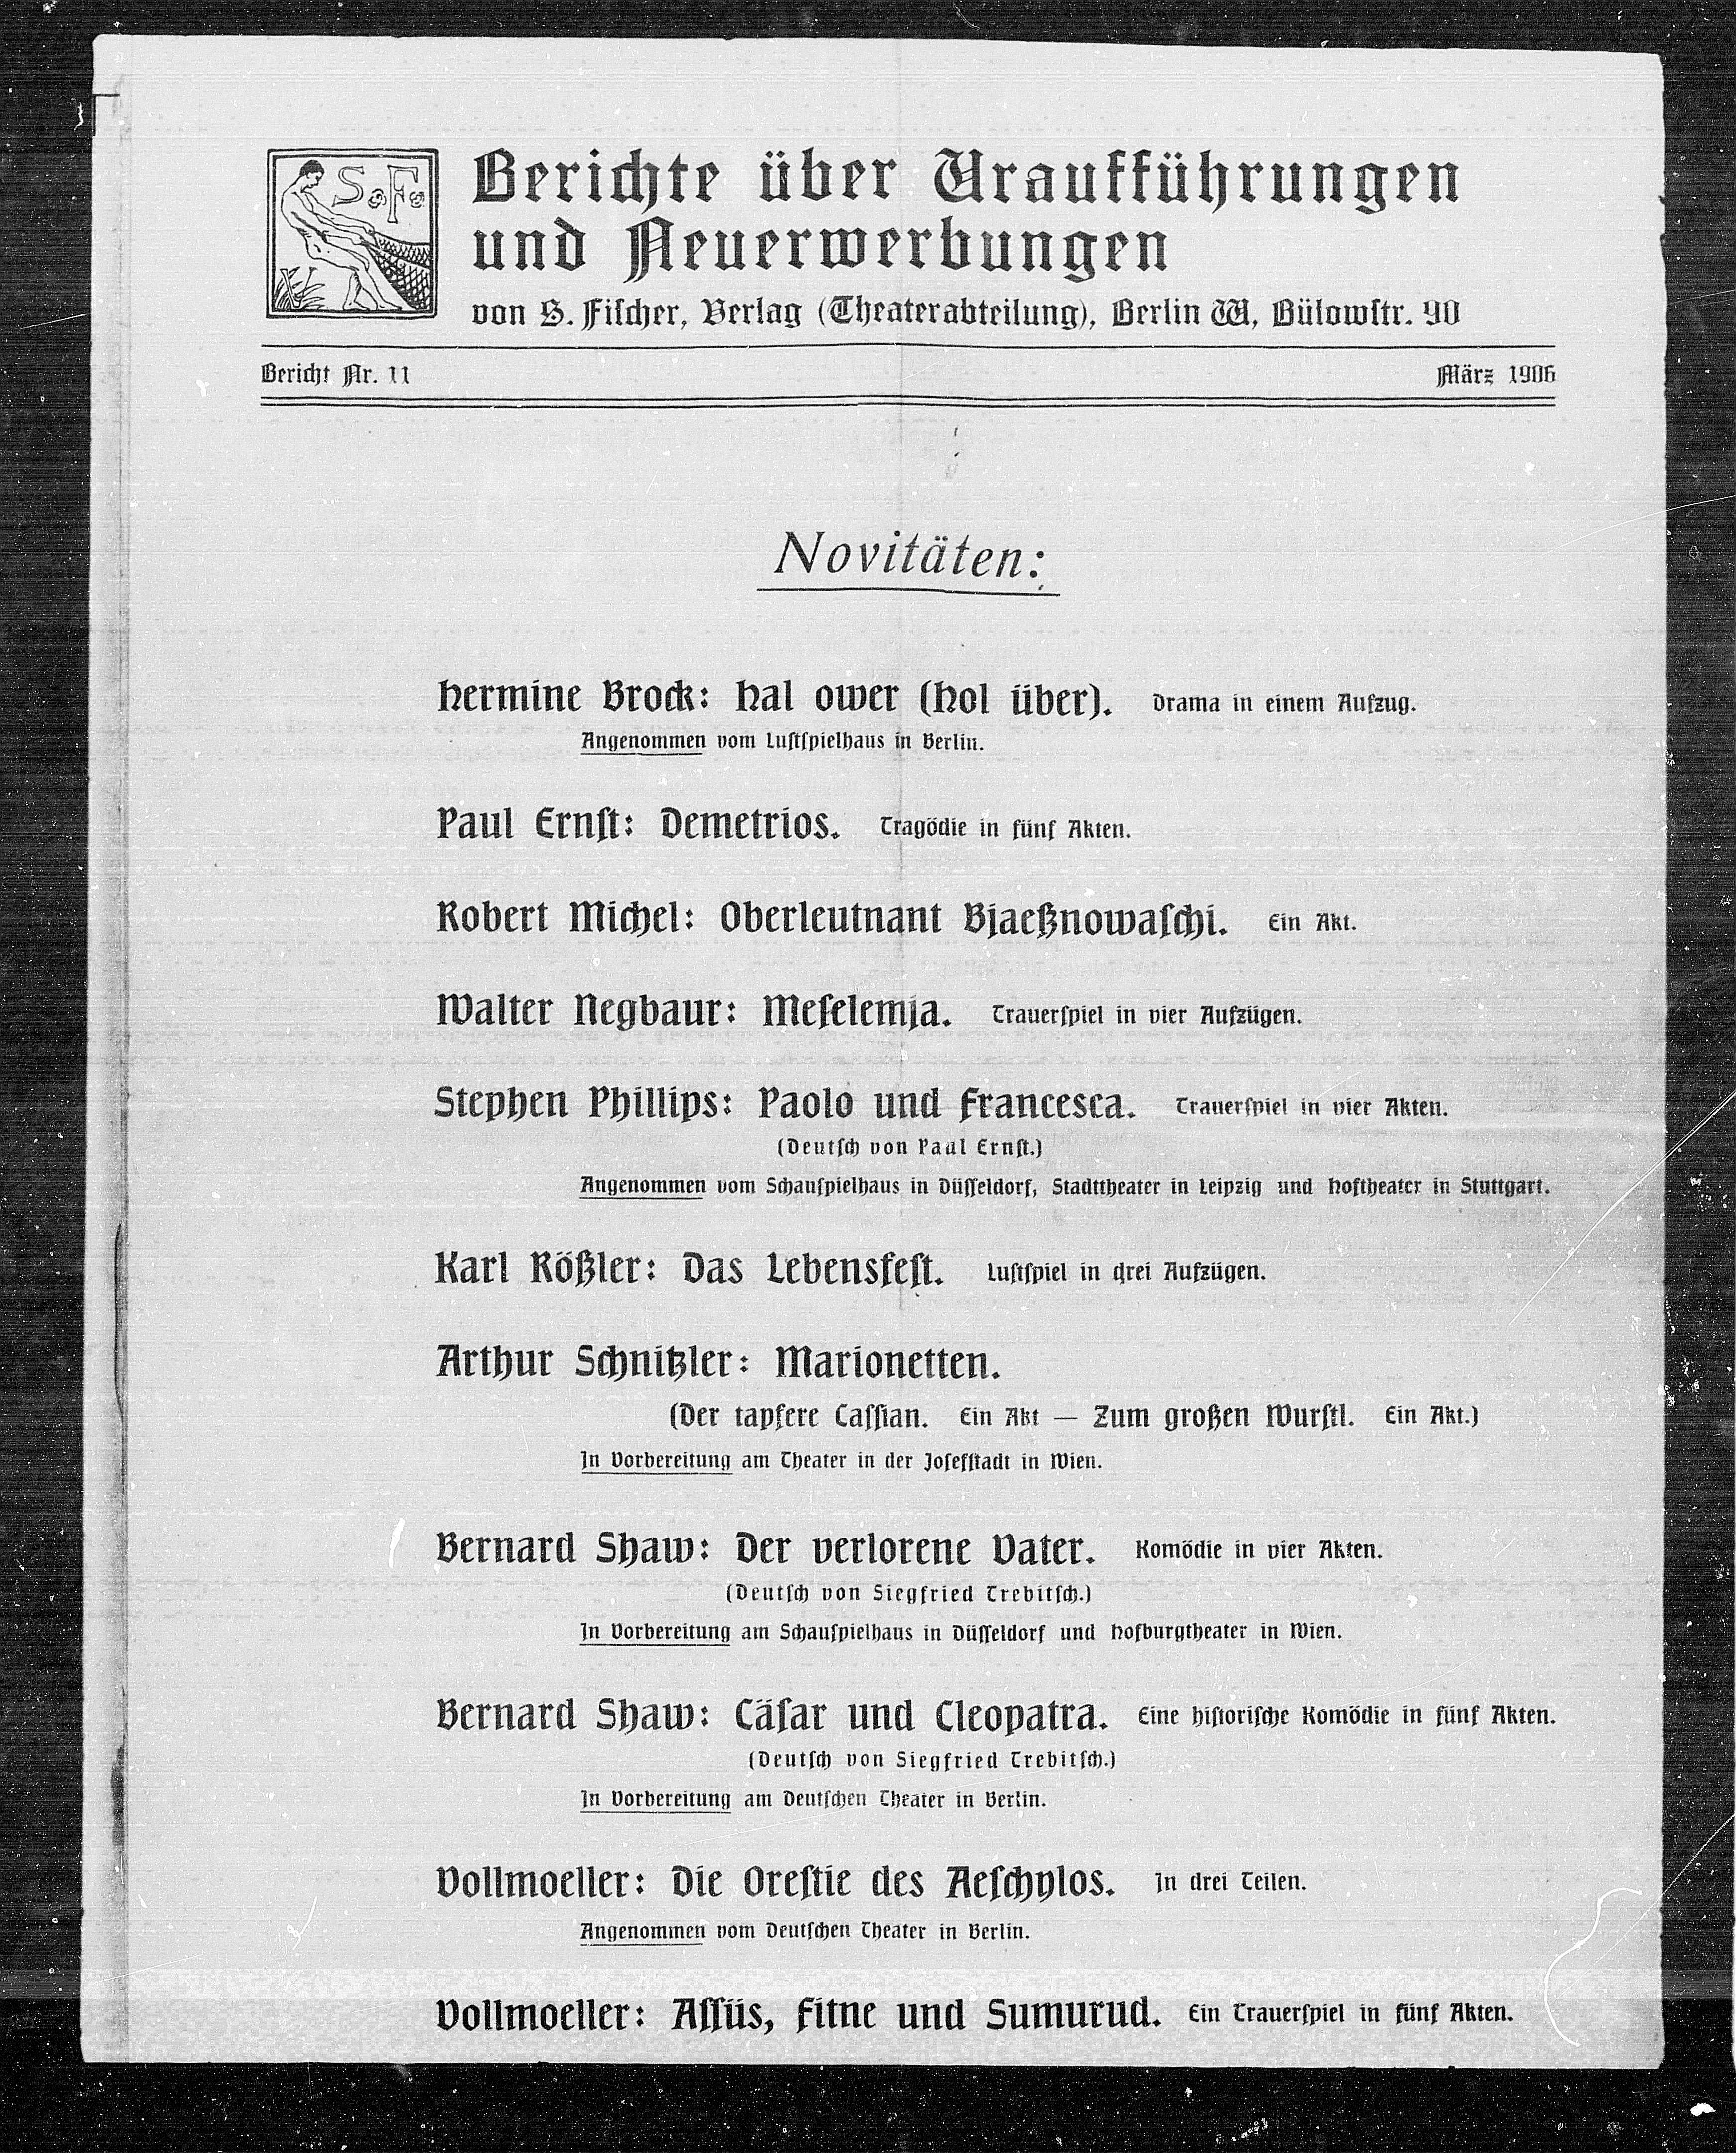 S. F.
Berichte über Uraufführungen
und Neuerwerbungen
von S. Fiſcher, Verlag (Theaterabteilung), Berlin W, Bülowſtr. 90
Bericht Nr. 11 März 1906
Novitäten:
Hermine Brock: Hal ower (Hol über). Drama in einem Aufzug.
Angenommen vom Luſtſpielhaus in Berlin.
Paul Ernſt: Demetrios. Tragödie in fünf Akten.
Robert Michel: Oberleutnant Bjaeßnowaſchi. Ein Akt.
Walter Negbaur: Meſelemja. Trauerſpiel in vier Aufzügen.
Stephen Phillips: Paolo und Francesca. Trauerſpiel in vier Akten.
(Deutſch von Paul Ernſt.)
Angenommen vom Schauſpielhaus in Düſſeldorf, Stadttheater in Leipzig und Hoftheater in Stuttgart.
Karl Rößler: Das Lebensfeſt. Luſtſpiel in drei Aufzügen.
Arthur Schnitzler: Marionetten.
(Der tapfere Caſſian. Ein Akt — Zum großen Wurſtl. Ein Akt.)
In Vorbereitung am Theater in der Joſefſtadt in Wien.
Bernard Shaw: Der verlorene Vater. Komödie in vier Akten.
(Deutſch von Siegfried Trebitſch.)
In Vorbereitung am Schauſpielhaus in Düſſeldorf und Hofburgtheater in Wien.
Bernard Shaw: Cäſar und Cleopatra. Eine hiſtoriſche Komödie in fünf Akten.
(Deutſch von Siegfried Trebitſch.)
In Vorbereitung am Deutſchen Theater in Berlin.
Vollmoeller: Die Oreſtie des Aeſchylos. In drei Teilen.
Angenommen vom Deutſchen Theater in Berlin.
Vollmoeller: Aſſüs, Fitne und Sumurud. Ein Trauerſpiel in fünf Akten.